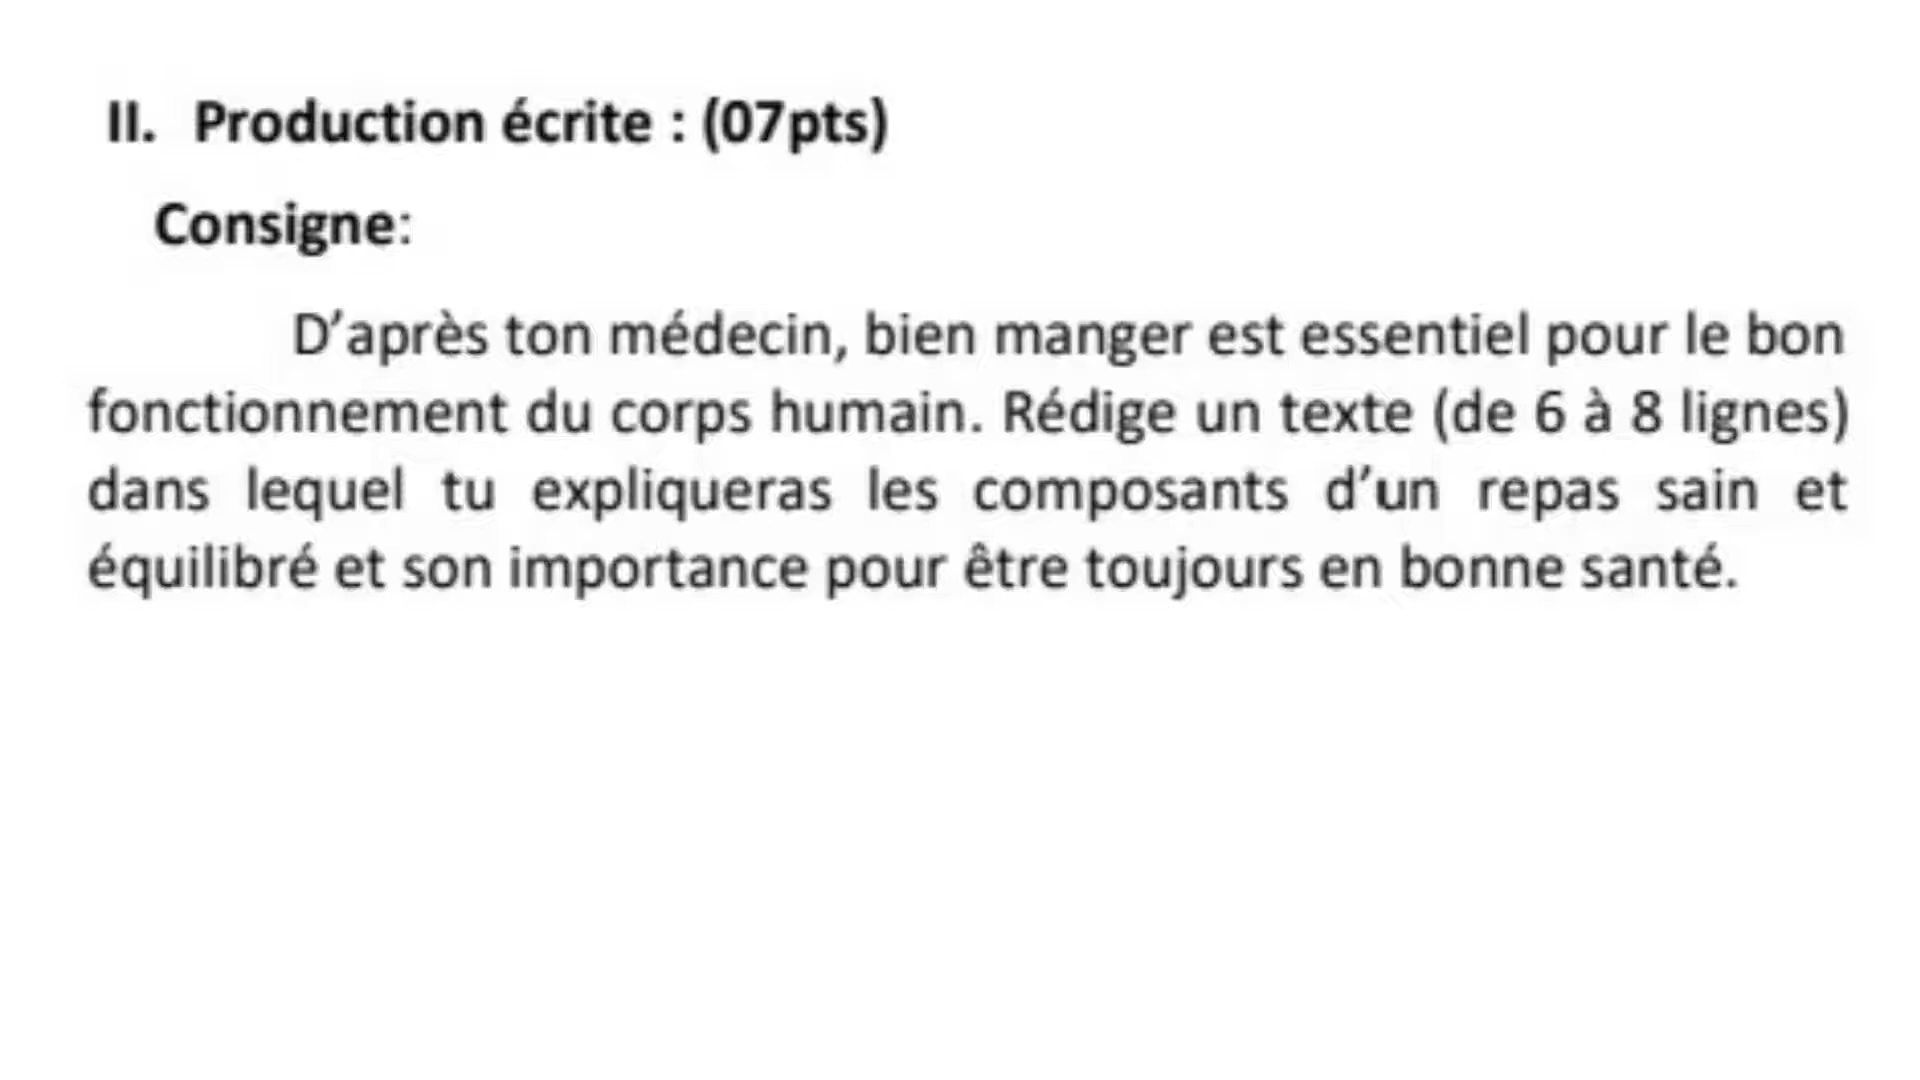 II. Production écrite : (07pts)
Consigne:
D’après ton médecin, bien manger est essentiel pour le bon
fonctionnement du corps humain. Rédige un texte (de 6 à 8 lignes)
dans lequel tu expliqueras les composants d’un repas sain et
équilibré et son importance pour être toujours en bonne santé.